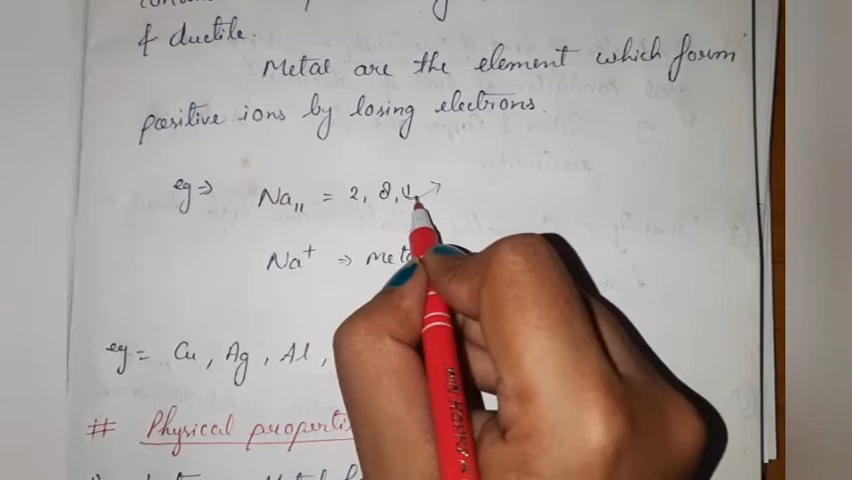 & ductile.
Metal are the element which form
positive ions by losing electrons.
eg ⇒ Na₁₁ = 2, 8, 1
Na⁺ ⇒
eg = Cu, Ag, Al,
# Physical